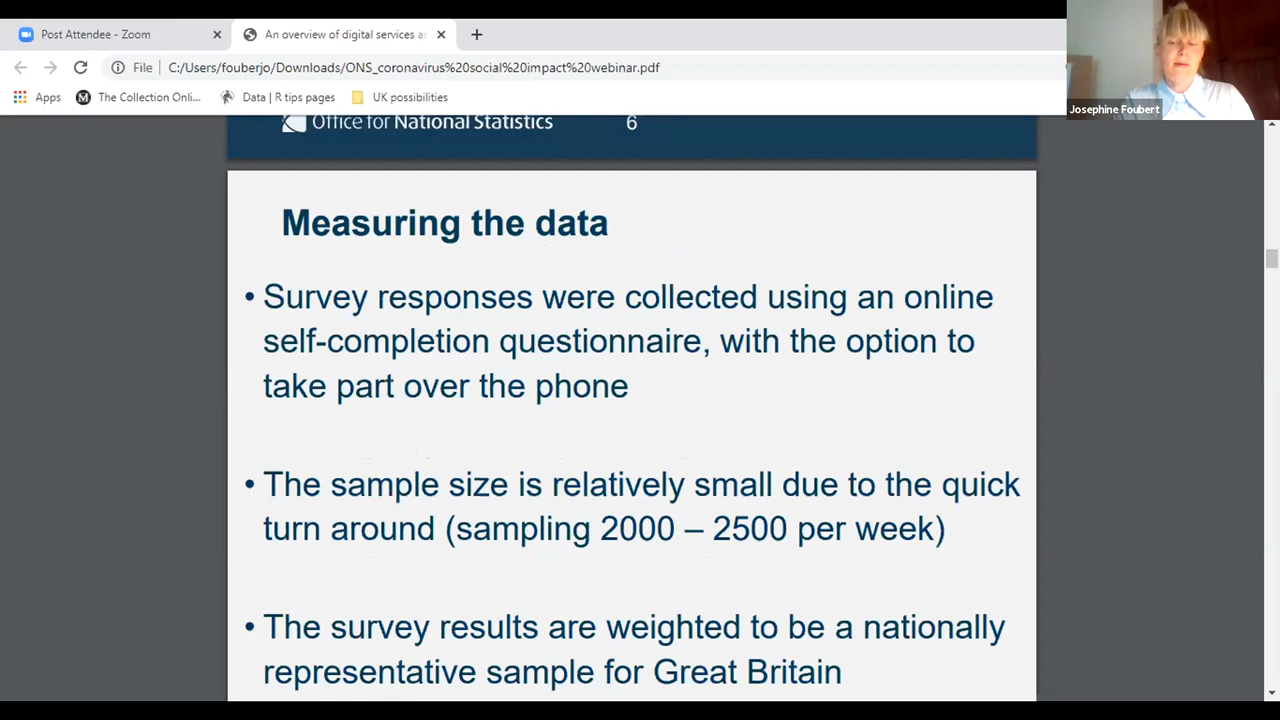 Post Attendee - Zoom
An overview of digital services ar
File
C:/Users/fouberjo/Downloads/ONS_coronavirus%20social%20impact%20webinar.pdf
Apps
The Collection Onli...
Data | R tips pages
UK possibilities
Josephine Foubert
Office for National Statistics 6
Measuring the data
• Survey responses were collected using an online
self-completion questionnaire, with the option to
take part over the phone
• The sample size is relatively small due to the quick
turn around (sampling 2000 – 2500 per week)
• The survey results are weighted to be a nationally
representative sample for Great Britain